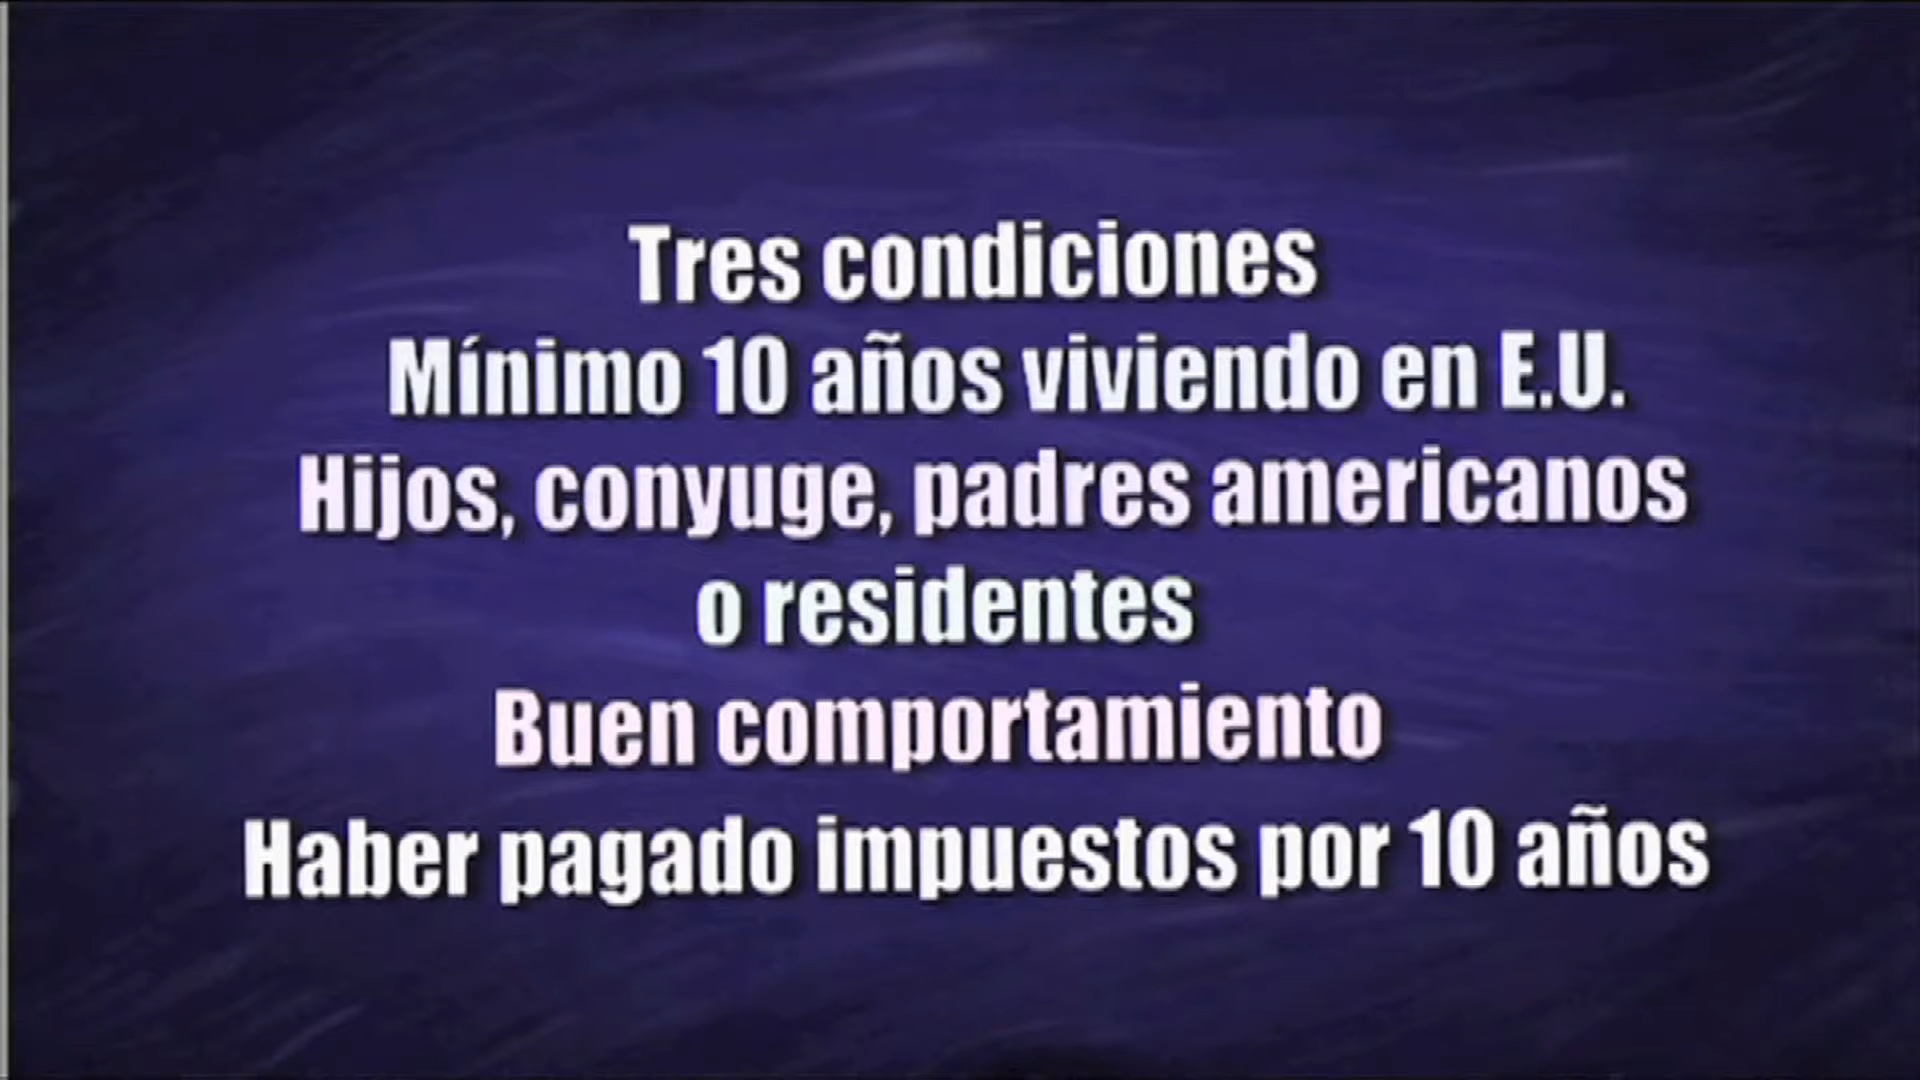 Tres condiciones
Mínimo 10 años viviendo en E.U.
Hijos, conyuge, padres americanos
o residentes
Buen comportamiento
Haber pagado impuestos por 10 años